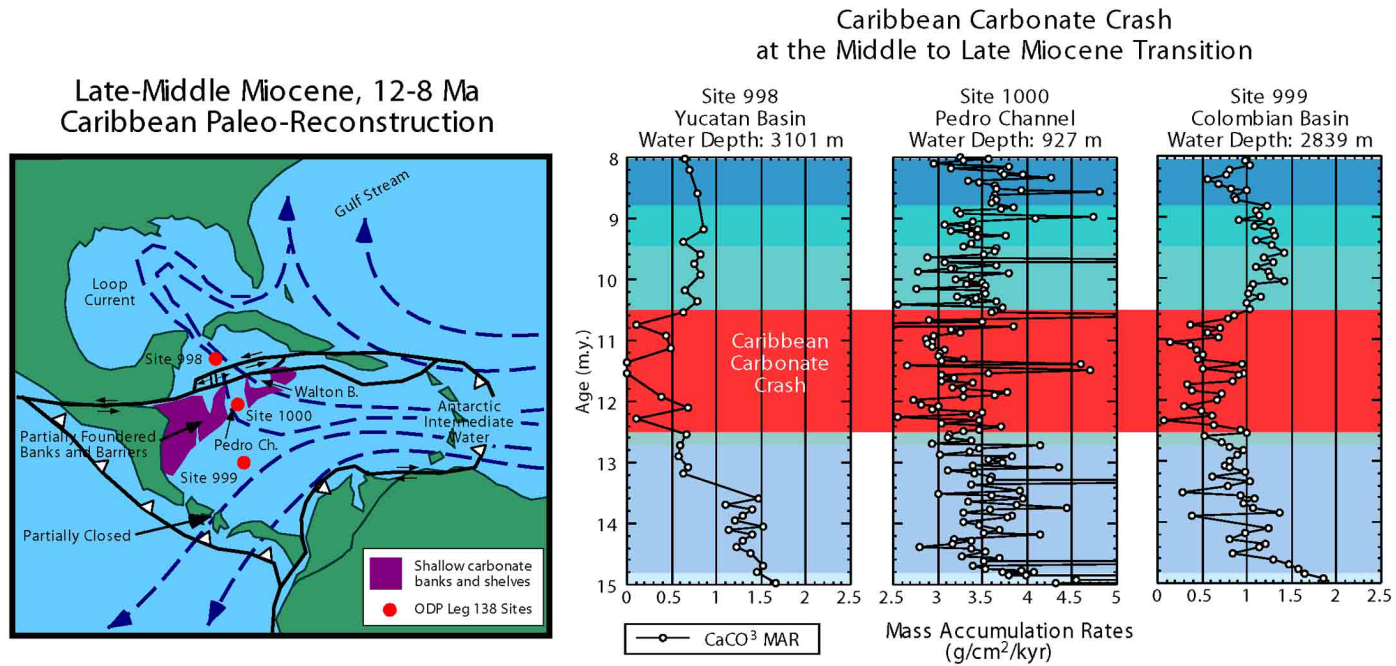 Late-Middle Miocene, 12-8 Ma
Caribbean Paleo-Reconstruction
Gulf Stream
Loop
Current
Site 998
Walton B.
Site 1000
Antarctic
Intermediate
Water
Partially Foundered
Banks and Barriers
Pedro Ch.
Site 999
Partially Closed
Shallow carbonate
banks and shelves
ODP Leg 138 Sites
Caribbean Carbonate Crash
at the Middle to Late Miocene Transition
Site 998
Yucatan Basin
Water Depth: 3101 m
Site 1000
Pedro Channel
Water Depth: 927 m
Site 999
Colombian Basin
Water Depth: 2839 m
Age (m.y.)
8
9
10
11
12
13
14
15
Caribbean
Carbonate
Crash
0 0.5 1 1.5 2 2.5
2.5 3 3.5 4 4.5 5
0 0.5 1 1.5 2 2.5
CaCO³ MAR
Mass Accumulation Rates
(g/cm²/kyr)